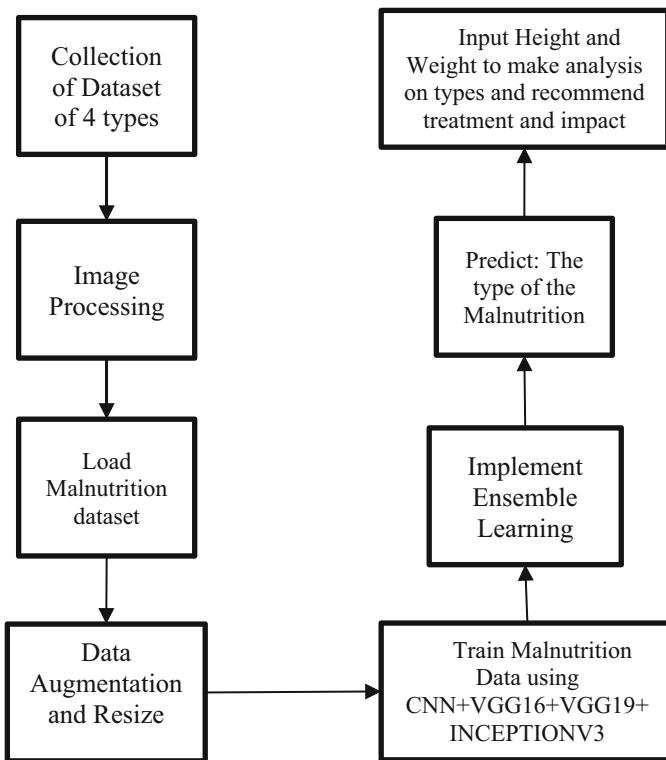 Collection
of Dataset
of 4 types
Image
Processing
Load
Malnutrition
dataset
Data
Augmentation
and Resize
Train Malnutrition
Data using
CNN+VGG16+VGG19+
INCEPTIONV3
Implement
Ensemble
Learning
Predict: The
type of the
Malnutrition
Input Height and
Weight to make analysis
on types and recommend
treatment and impact